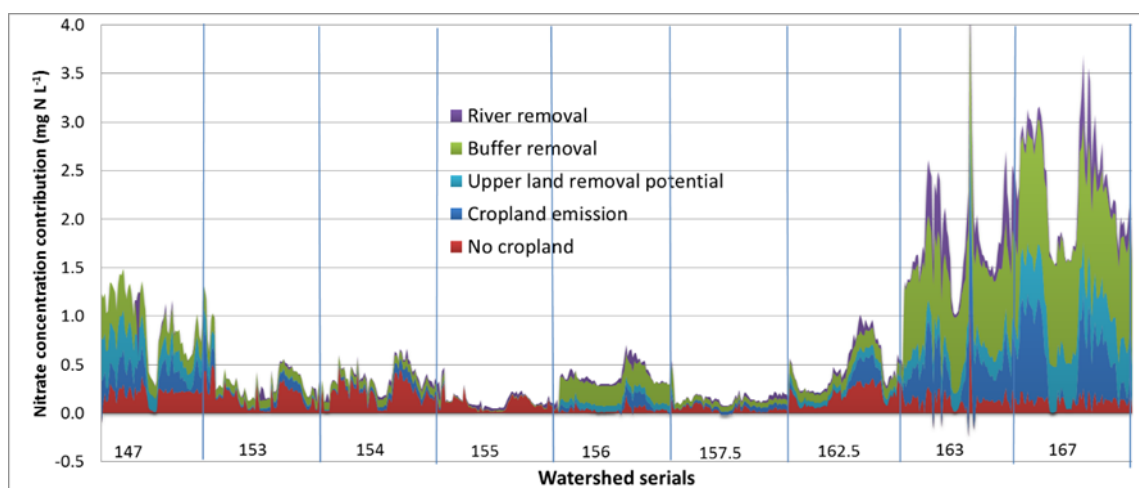 4.0
3.5
3.0
2.5
2.0
1.5
1.0
0.5
0.0
-0.5
Nitrate concentration contribution (mg N L⁻¹)
River removal
Buffer removal
Upper land removal potential
Cropland emission
No cropland
147 153 154 155 156 157.5 162.5 163 167
Watershed serials